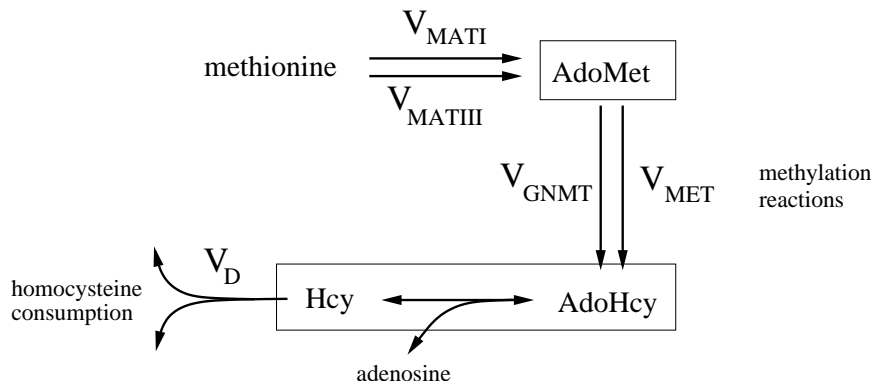 V_MATI
methionine
AdoMet
V_MATIII
V_GNMT
V_MET
methylation
reactions
V_D
homocysteine
consumption
Hcy
AdoHcy
adenosine